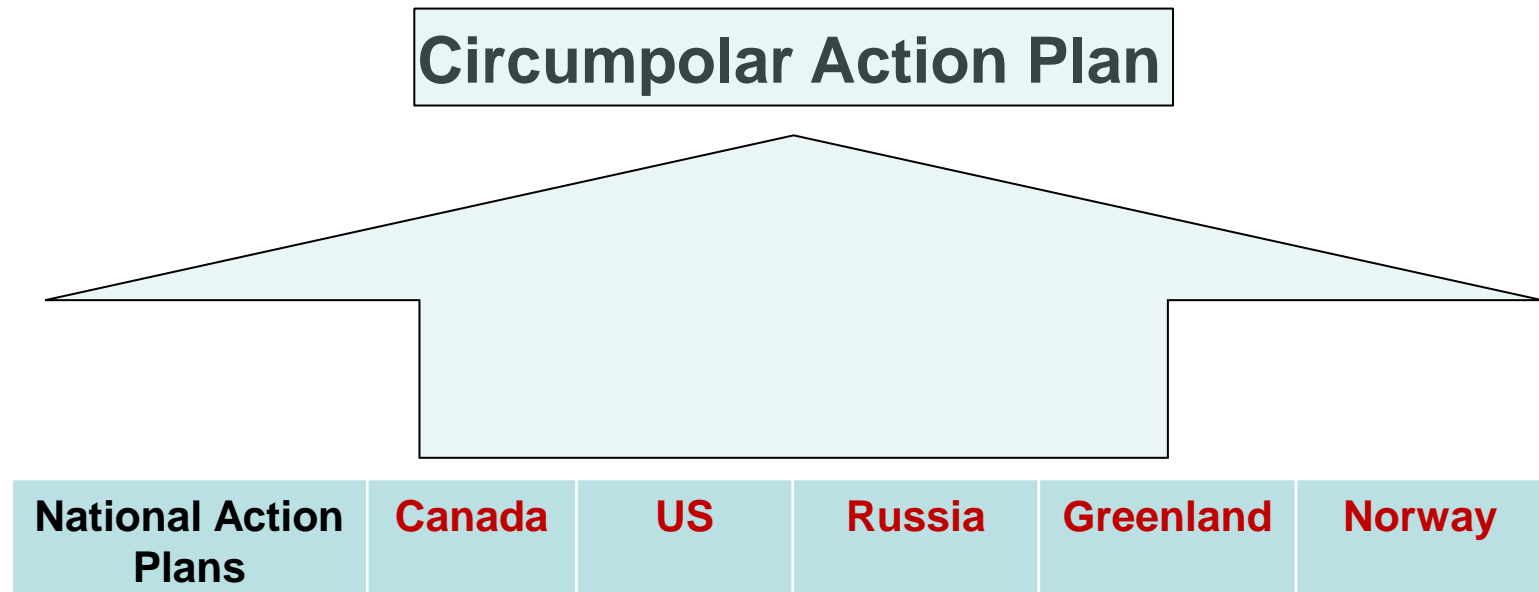 Circumpolar Action Plan
National Action Canada US Russia Greenland Norway
Plans